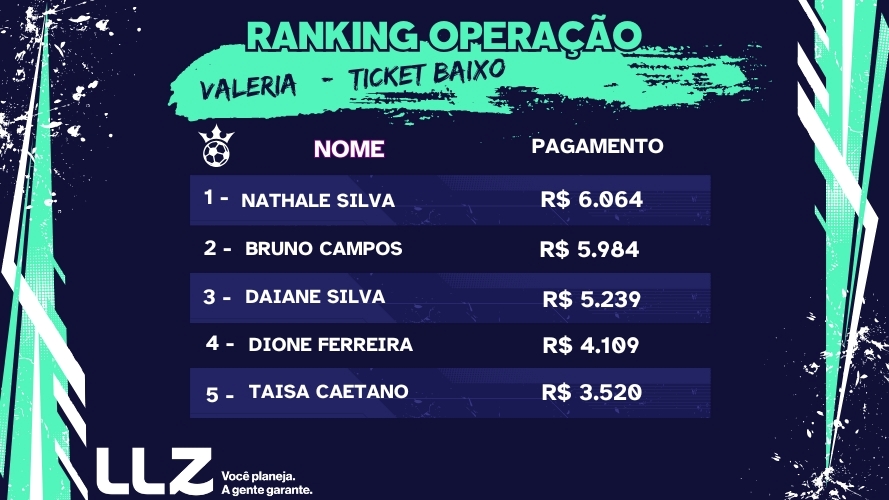 RANKING OPERAÇÃO
VALERIA - TICKET BAIXO
NOME PAGAMENTO
1 - NATHALE SILVA R$ 6.064
2 - BRUNO CAMPOS R$ 5.984
3 - DAIANE SILVA R$ 5.239
4 - DIONE FERREIRA R$ 4.109
5 - TAISA CAETANO R$ 3.520
LLZ
Você planeja.
A gente garante.